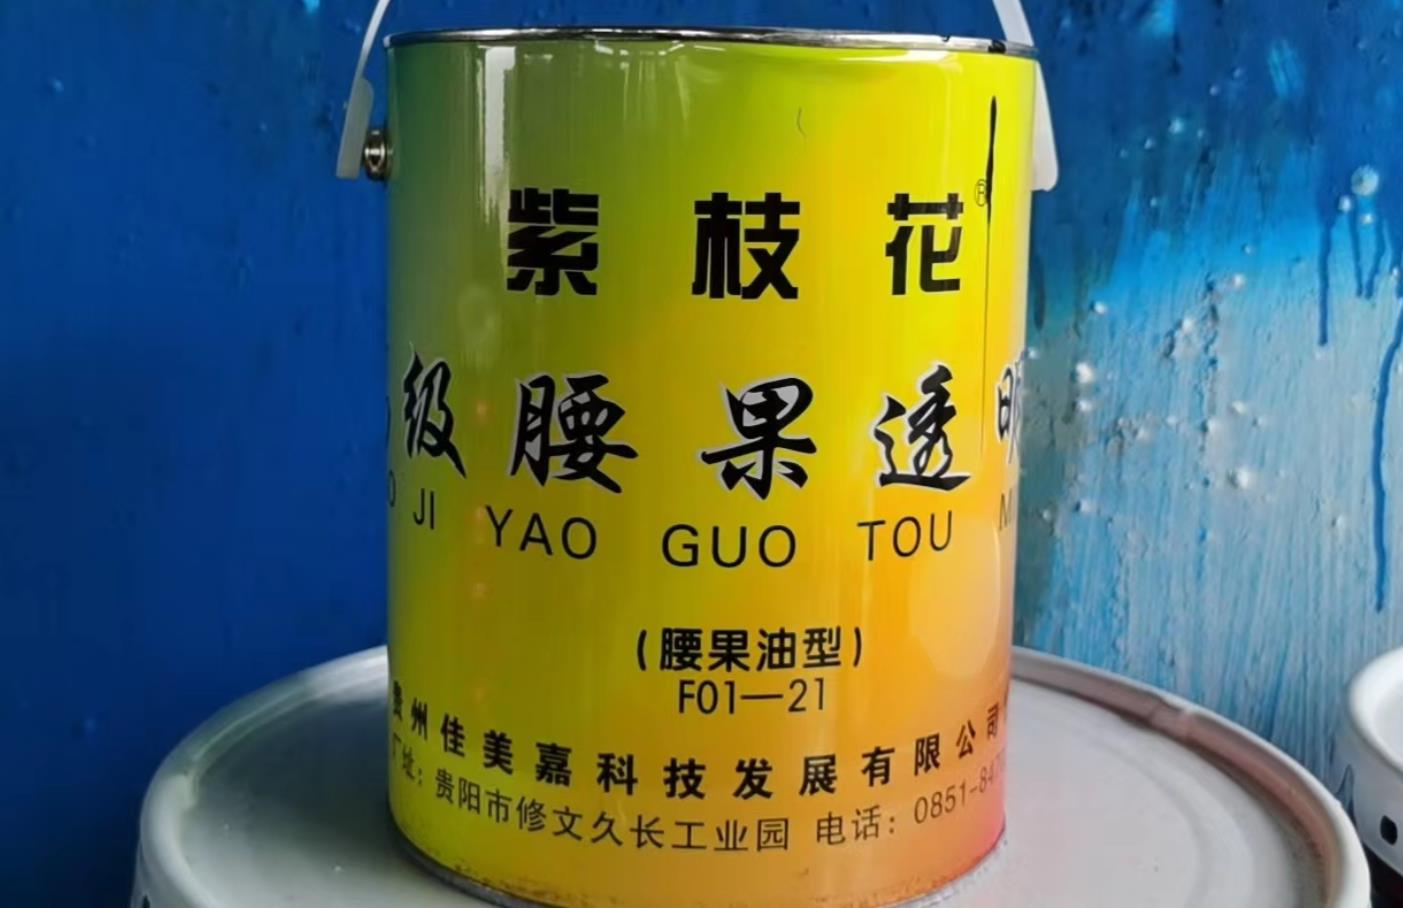 紫枝花®
级腰果透明
JI YAO GUO TOU
(腰果油型)
F01—21
贵州佳美嘉科技发展有限公司
厂址：贵阳市修文久长工业园 电话：0851-847